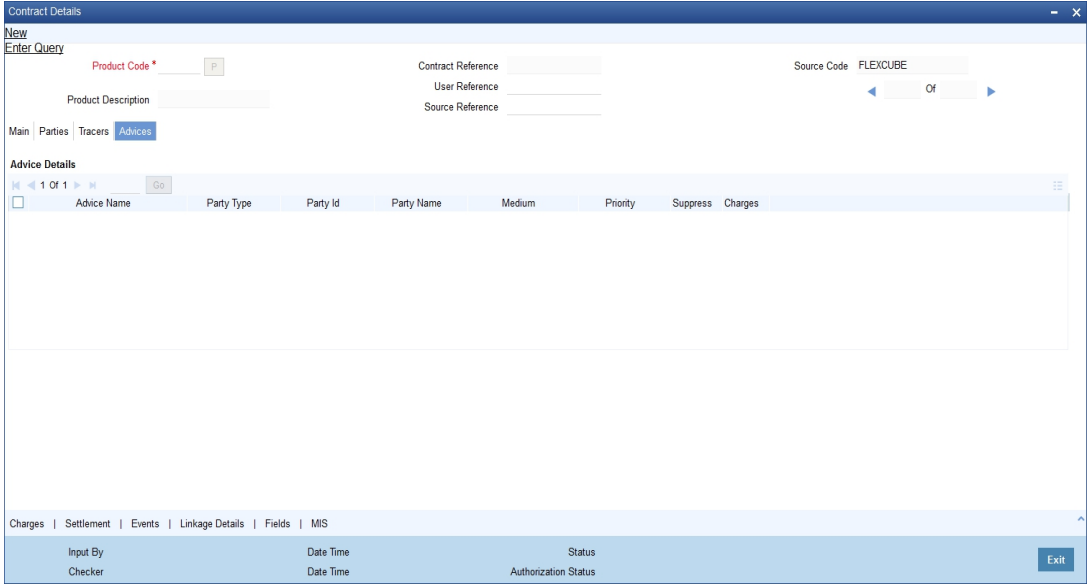 Contract Details
New
Enter Query
Product Code * P Contract Reference Source Code FLEXCUBE
User Reference Of
Product Description
Source Reference
Main Parties Tracers Advices
Advice Details
1 Of 1 Go
Advice Name Party Type Party Id Party Name Medium Priority Suppress Charges
Charges | Settlement | Events | Linkage Details | Fields | MIS
Input By Date Time Status
Checker Date Time Authorization Status
Exit